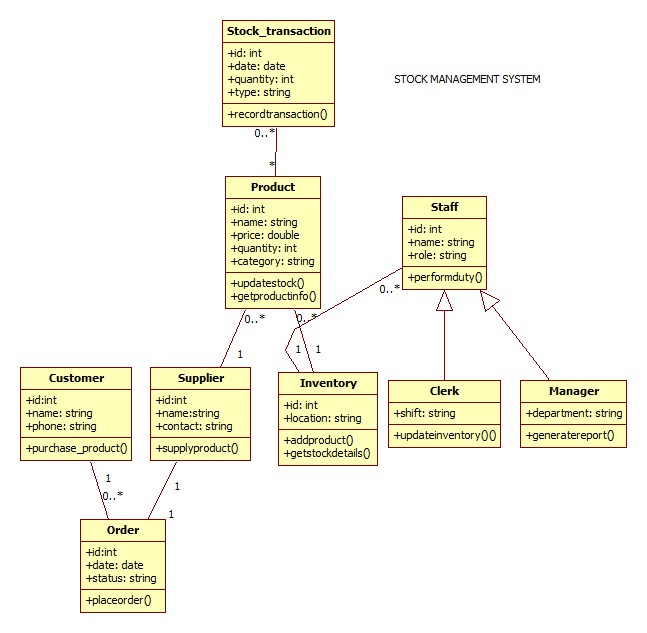 Stock_transaction
+id: int
+date: date
+quantity: int
+type: string
+recordtransaction()
STOCK MANAGEMENT SYSTEM
0..*
*
Product
+id: int
+name: string
+price: double
+quantity: int
+category: string
+updatestock()
+getproductinfo()
Staff
+id: int
+name: string
+role: string
+performduty()
0..*
0..*
0..*
1
1
1
Customer
+id:int
+name: string
+phone: string
+purchase_product()
Supplier
+id:int
+name:string
+contact: string
+supplyproduct()
Inventory
+id: int
+location: string
+addproduct()
+getstockdetails()
Clerk
+shift: string
+updateinventory()()
Manager
+department: string
+generatereport()
1
0..*
1
1
Order
+id:int
+date: date
+status: string
+placeorder()